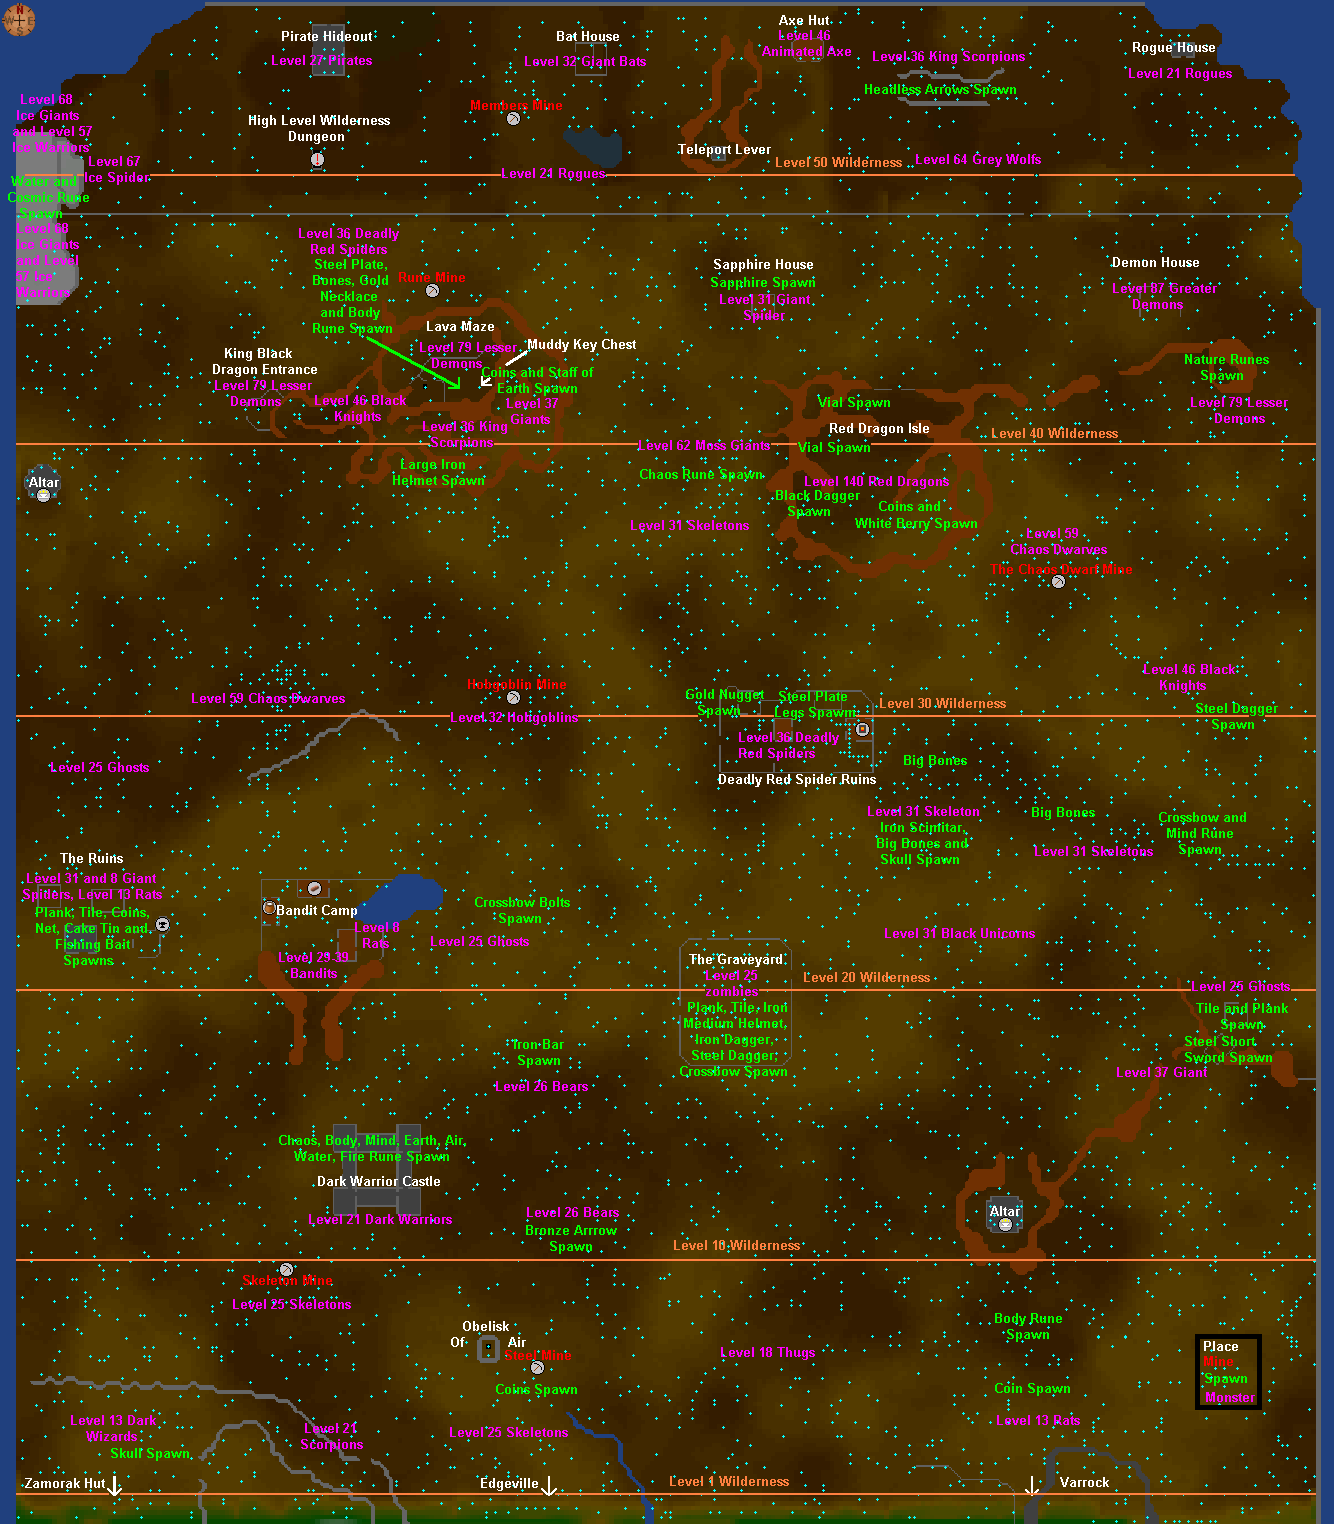 N
W E
S
Axe Hut
Level 46
Animated Axe
Pirate Hideout
Level 27 Pirates
Bat House
Level 32 Giant Bats
Level 36 King Scorpions
Headless Arrows Spawn
Rogue House
Level 21 Rogues
Level 68
Ice Giants
and Level 57
Ice Warriors
Members Mine
High Level Wilderness
Dungeon
Teleport Lever
Level 50 Wilderness
Level 64 Grey Wolfs
Level 67
Ice Spider
Level 21 Rogues
Water and
Cosmic Rune
Spawn
Level 68
Ice Giants
and Level
57 Ice
Warriors
Level 36 Deadly
Red Spiders
Steel Plate,
Bones, Gold
Necklace
and Body
Rune Spawn
Rune Mine
Sapphire House
Sapphire Spawn
Level 31 Giant
Spider
Demon House
Level 87 Greater
Demons
Lava Maze
Level 79 Lesser
Demons
Muddy Key Chest
King Black
Dragon Entrance
Level 79 Lesser
Demons
Coins and Staff of
Earth Spawn
Level 37
Giants
Nature Runes
Spawn
Level 79 Lesser
Demons
Level 46 Black
Knights
Level 36 King
Scorpions
Vial Spawn
Red Dragon Isle
Level 40 Wilderness
Level 62 Moss Giants
Vial Spawn
Large Iron
Helmet Spawn
Chaos Rune Spawn
Altar
Level 140 Red Dragons
Black Dagger
Spawn
Coins and
White Berry Spawn
Level 31 Skeletons
Level 59
Chaos Dwarves
The Chaos Dwarf Mine
Level 46 Black
Knights
Hobgoblin Mine
Level 59 Chaos Dwarves
Gold Nugget
Spawn
Steel Plate
Legs Spawn
Level 30 Wilderness
Steel Dagger
Spawn
Level 32 Hobgoblins
Level 36 Deadly
Red Spiders
Deadly Red Spider Ruins
Level 25 Ghosts
Big Bones
Level 31 Skeleton
Iron Scimitar,
Big Bones and
Skull Spawn
Big Bones
Crossbow and
Mind Rune
Spawn
Level 31 Skeletons
The Ruins
Level 31 and 8 Giant
Spiders, Level 13 Rats
Plank, Tile, Coins,
Net, Cake Tin and
Fishing Bait
Spawns
Bandit Camp
Level 8
Rats
Level 29-39
Bandits
Crossbow Bolts
Spawn
Level 25 Ghosts
Level 31 Black Unicorns
The Graveyard
Level 25
zombies
Level 20 Wilderness
Plank, Tile, Iron
Medium Helmet,
Iron Dagger,
Steel Dagger,
Crossbow Spawn
Level 25 Ghosts
Tile and Plank
Spawn
Steel Short
Sword Spawn
Level 37 Giant
Iron Bar
Spawn
Level 26 Bears
Chaos, Body, Mind, Earth, Air,
Water, Fire Rune Spawn
Dark Warrior Castle
Level 21 Dark Warriors
Level 26 Bears
Bronze Arrrow
Spawn
Altar
Level 10 Wilderness
Skeleton Mine
Level 25 Skeletons
Obelisk
Of Air
Steel Mine
Coins Spawn
Body Rune
Spawn
Level 18 Thugs
Place
Mine
Spawn
Monster
Coin Spawn
Level 13 Rats
Level 13 Dark
Wizards
Skull Spawn
Level 21
Scorpions
Level 25 Skeletons
Zamorak Hut
Edgeville
Level 1 Wilderness
Varrock